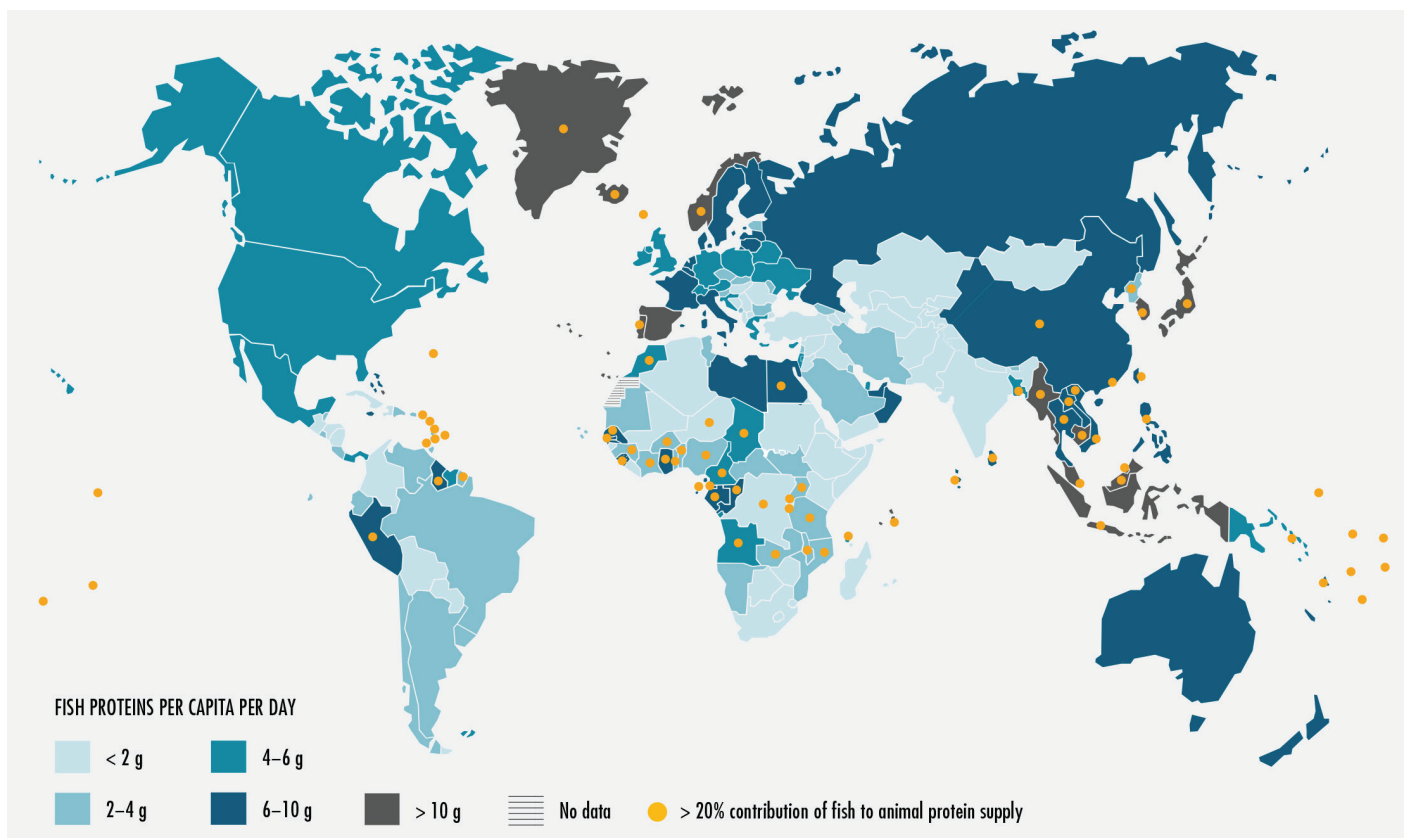 FISH PROTEINS PER CAPITA PER DAY
< 2 g
4–6 g
2–4 g
6–10 g
> 10 g
No data
> 20% contribution of fish to animal protein supply